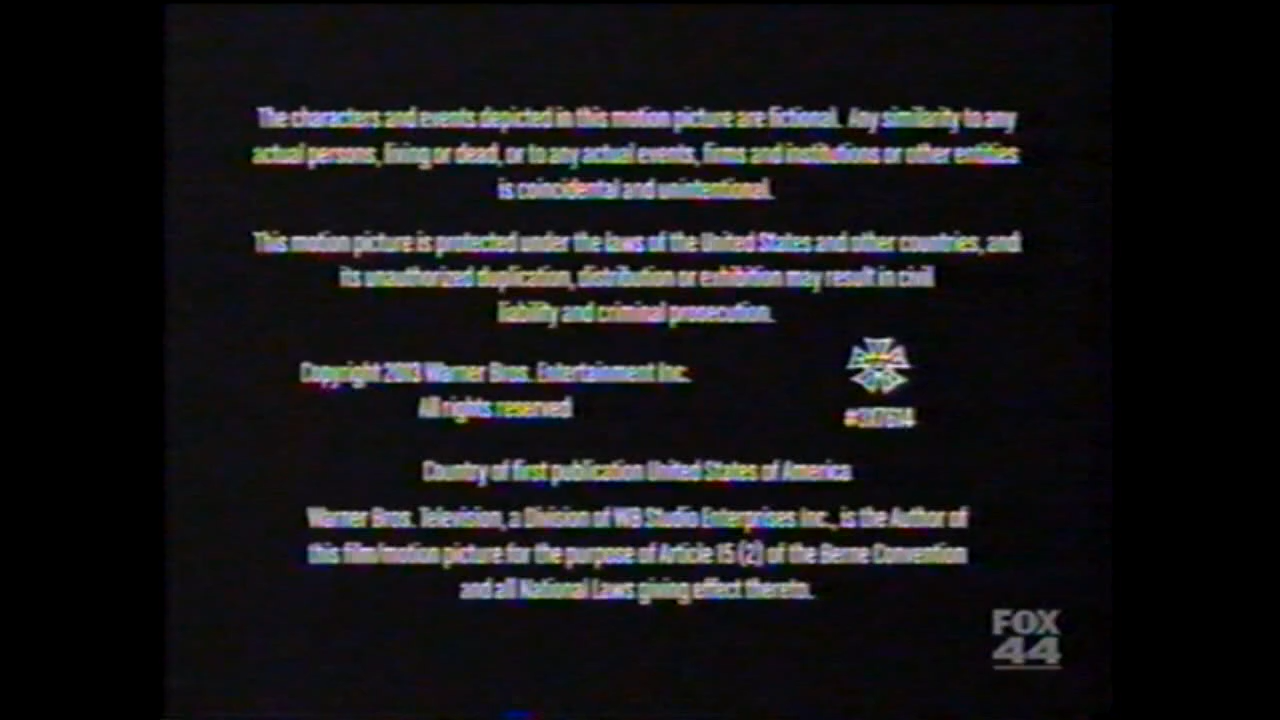 The characters and events depicted in this motion picture are fictional. Any similarity to any
actual persons, living or dead, or to any actual events, firms and institutions or other entities
is coincidental and unintentional.
This motion picture is protected under the laws of the United States and other countries, and
its unauthorized duplication, distribution or exhibition may result in civil
liability and criminal prosecution.
Copyright Warner Bros. Entertainment Inc.
All rights reserved
Country of first publication United States of America
Warner Bros. Television, a Division of WB Studio Enterprises Inc., is the Author of
this film/motion picture for the purpose of Article 15 (2) of the Berne Convention
and all National Laws giving effect thereto.
FOX
44